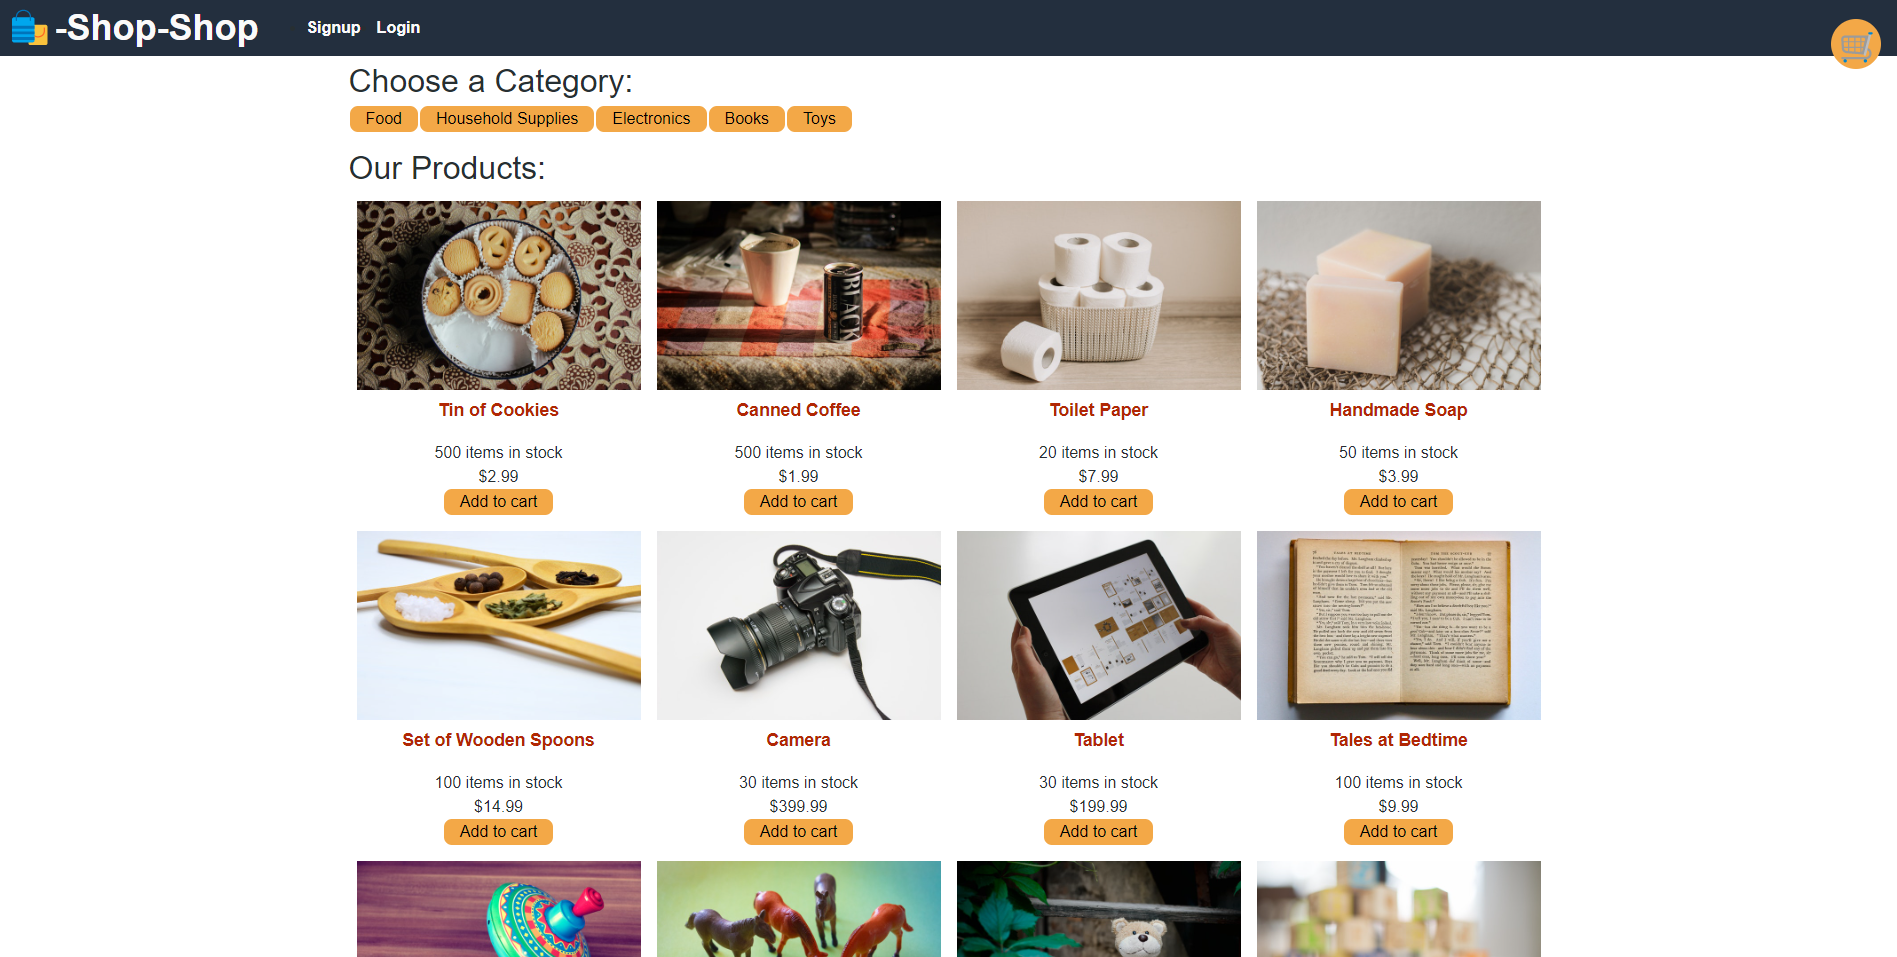 -Shop-Shop
Signup Login
Choose a Category:
Food Household Supplies Electronics Books Toys
Our Products:
BLACK
Tin of Cookies Canned Coffee Toilet Paper Handmade Soap
500 items in stock 500 items in stock 20 items in stock 50 items in stock
$2.99 $1.99 $7.99 $3.99
Add to cart Add to cart Add to cart Add to cart
Set of Wooden Spoons Camera Tablet Tales at Bedtime
100 items in stock 30 items in stock 30 items in stock 100 items in stock
$14.99 $399.99 $199.99 $9.99
Add to cart Add to cart Add to cart Add to cart